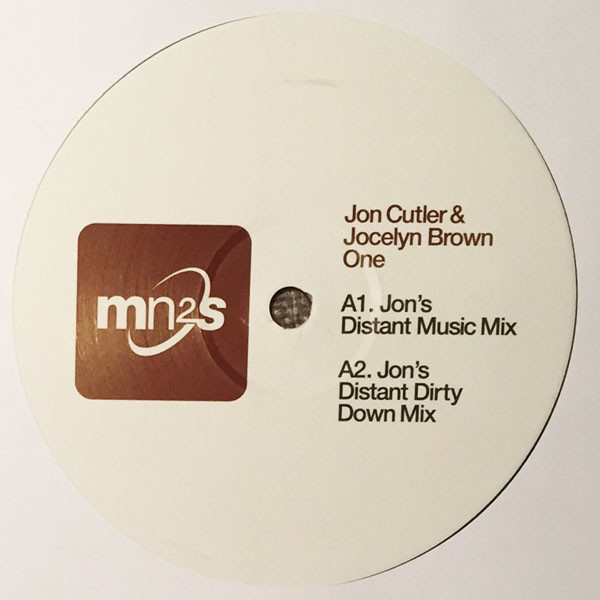 mn2s
Jon Cutler &
Jocelyn Brown
One
A1. Jon's
Distant Music Mix
A2. Jon's
Distant Dirty
Down Mix